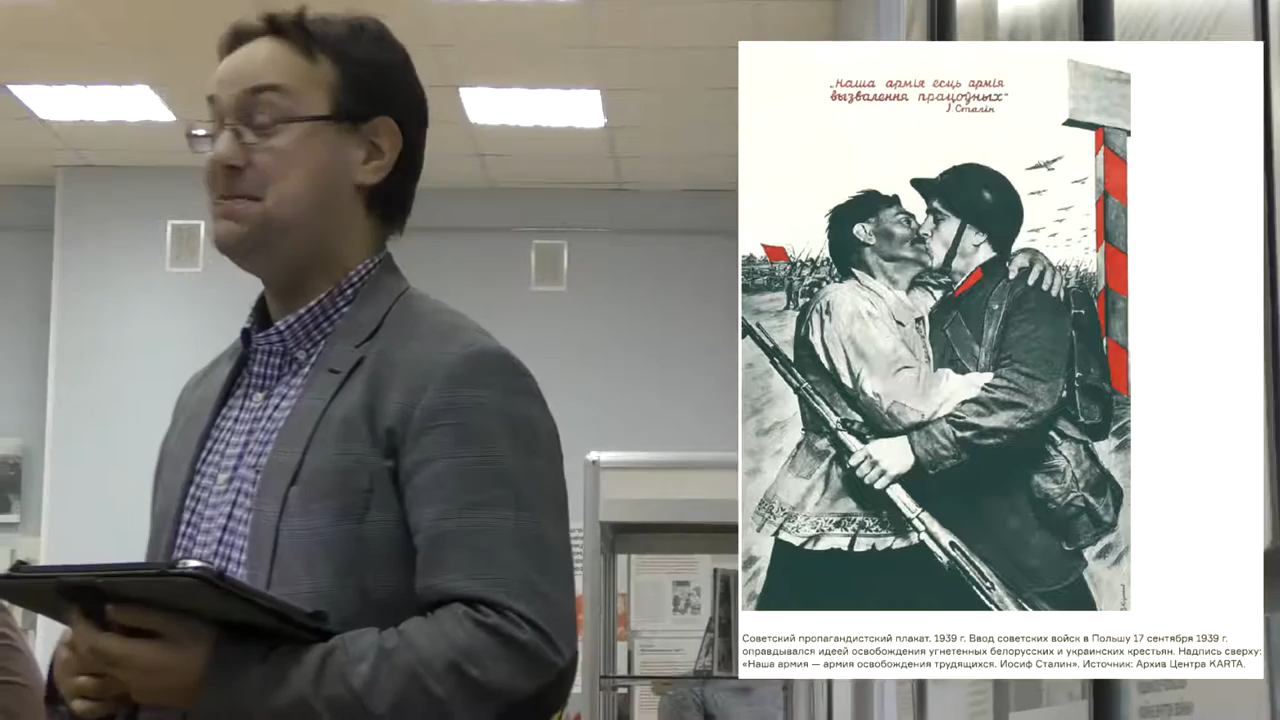 „Наша армія ёсць армія
вызвалення працоўных"
І. Сталін
Советский пропагандистский плакат. 1939 г. Ввод советских войск в Польшу 17 сентября 1939 г.
оправдывался идеей освобождения угнетенных белорусских и украинских крестьян. Надпись сверху:
«Наша армия — армия освобождения трудящихся. Иосиф Сталин». Источник: Архив Центра KARTA.